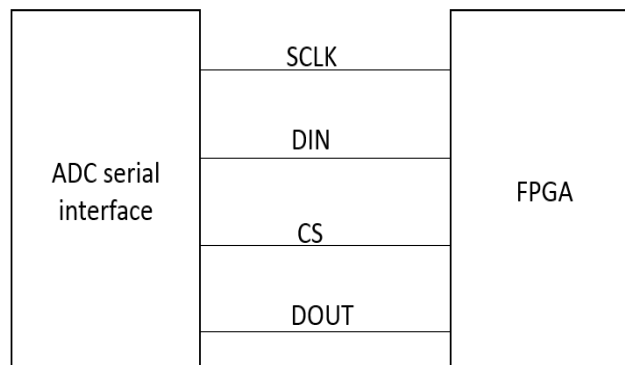 SCLK
DIN
ADC serial
interface
FPGA
CS
DOUT